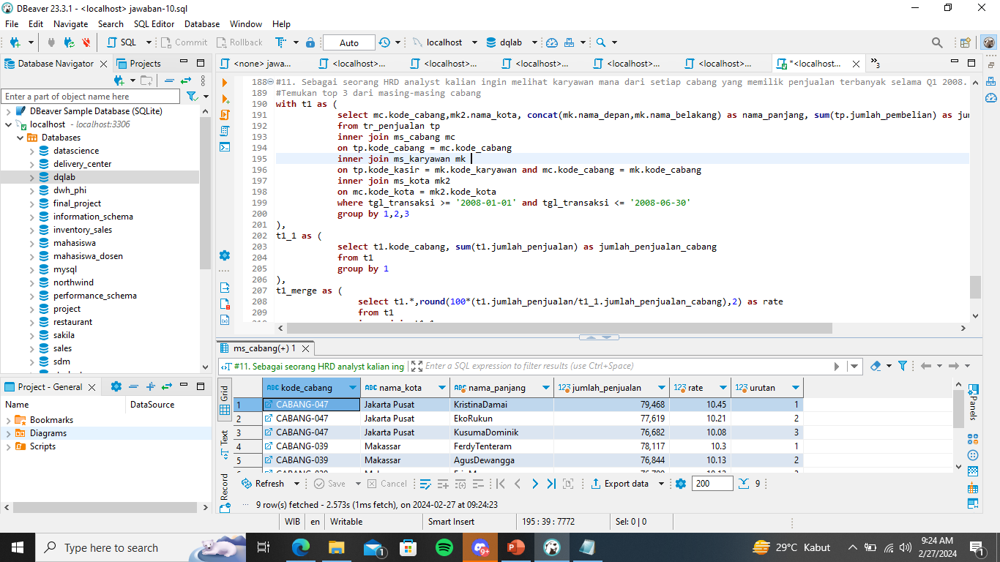 DBeaver 23.3.1 - <localhost> jawaban-10.sql
File Edit Navigate Search SQL Editor Database Window Help
SQL Commit Rollback Auto localhost dqlab
Database Navigator Projects
<none> jawa... <localhost>... <localhost>... <localhost>... <localhost>... <localhost>... *<localhost... 3
Enter a part of object name here
DBeaver Sample Database (SQLite)
localhost - localhost:3306
Databases
datascience
delivery_center
dqlab
dwh_phi
final_project
information_schema
inventory_sales
mahasiswa
mahasiswa_dosen
mysql
northwind
performance_schema
project
restaurant
sakila
sales
sdm
188 #11. Sebagai seorang HRD analyst kalian ingin melihat karyawan mana dari setiap cabang yang memilik penjualan terbanyak selama Q1 2008.
189 #Temukan top 3 dari masing-masing cabang
190 with t1 as (
191 select mc.kode_cabang,mk2.nama_kota, concat(mk.nama_depan,mk.nama_belakang) as nama_panjang, sum(tp.jumlah_pembelian) as jum
192 from tr_penjualan tp
193 inner join ms_cabang mc
194 on tp.kode_cabang = mc.kode_cabang
195 inner join ms_karyawan mk
196 on tp.kode_kasir = mk.kode_karyawan and mc.kode_cabang = mk.kode_cabang
197 inner join ms_kota mk2
198 on mc.kode_kota = mk2.kode_kota
199 where tgl_transaksi >= '2008-01-01' and tgl_transaksi <= '2008-06-30'
200 group by 1,2,3
201 ),
202 t1_1 as (
203 select t1.kode_cabang, sum(t1.jumlah_penjualan) as jumlah_penjualan_cabang
204 from t1
205 group by 1
206 ),
207 t1_merge as (
208 select t1.*,round(100*(t1.jumlah_penjualan/t1_1.jumlah_penjualan_cabang),2) as rate
209 from t1
Project - General
Name DataSource
Bookmarks
Diagrams
Scripts
ms_cabang(+) 1
#11. Sebagai seorang HRD analyst kalian ing Enter a SQL expression to filter results (use Ctrl+Space)
Grid
Text
Record
Panels
ABC kode_cabang ABC nama_kota ABC nama_panjang 123 jumlah_penjualan 123 rate 123 urutan
1 CABANG-047 Jakarta Pusat KristinaDamai 79,468 10.45 1
2 CABANG-047 Jakarta Pusat EkoRukun 77,619 10.21 2
3 CABANG-047 Jakarta Pusat KusumaDominik 76,682 10.08 3
4 CABANG-039 Makassar FerdyTenteram 78,117 10.3 1
5 CABANG-039 Makassar AgusDewangga 76,844 10.13 2
Refresh Save Cancel Export data 200 9
9 row(s) fetched - 2.573s (1ms fetch), on 2024-02-27 at 09:24:23
WIB en Writable Smart Insert 195 : 39 : 7772 Sel: 0 | 0
Type here to search 1 9+ 29°C Kabut 9:24 AM
2/27/2024 1